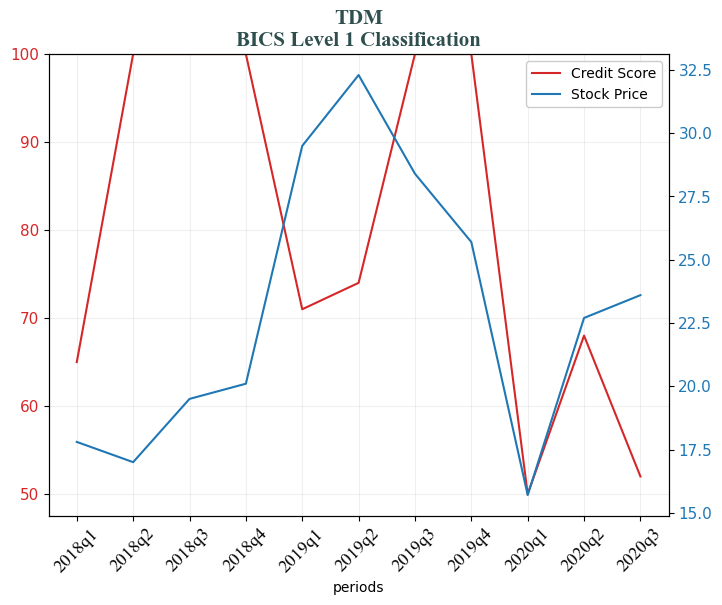 TDM
BICS Level 1 Classification
100
90
80
70
60
50
32.5
30.0
27.5
25.0
22.5
20.0
17.5
15.0
Credit Score
Stock Price
2018q1
2018q2
2018q3
2018q4
2019q1
2019q2
2019q3
2019q4
2020q1
2020q2
2020q3
periods